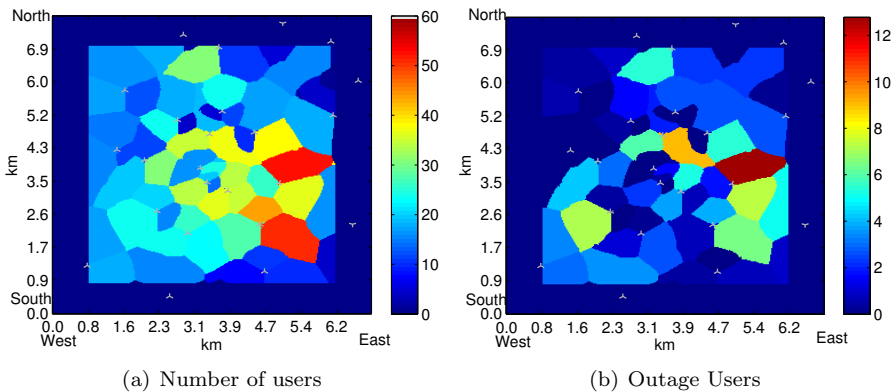 North
6.9
6.0
5.2
4.3
3.5
2.6
1.7
0.9
South
km
0.0 0.8 1.6 2.3 3.1 3.9 4.7 5.4 6.2
West km East
60
50
40
30
20
10
0
(a) Number of users
North
6.9
6.0
5.2
4.3
3.5
2.6
1.7
0.9
South
km
0.0 0.8 1.6 2.3 3.1 3.9 4.7 5.4 6.2
West km East
12
10
8
6
4
2
0
(b) Outage Users